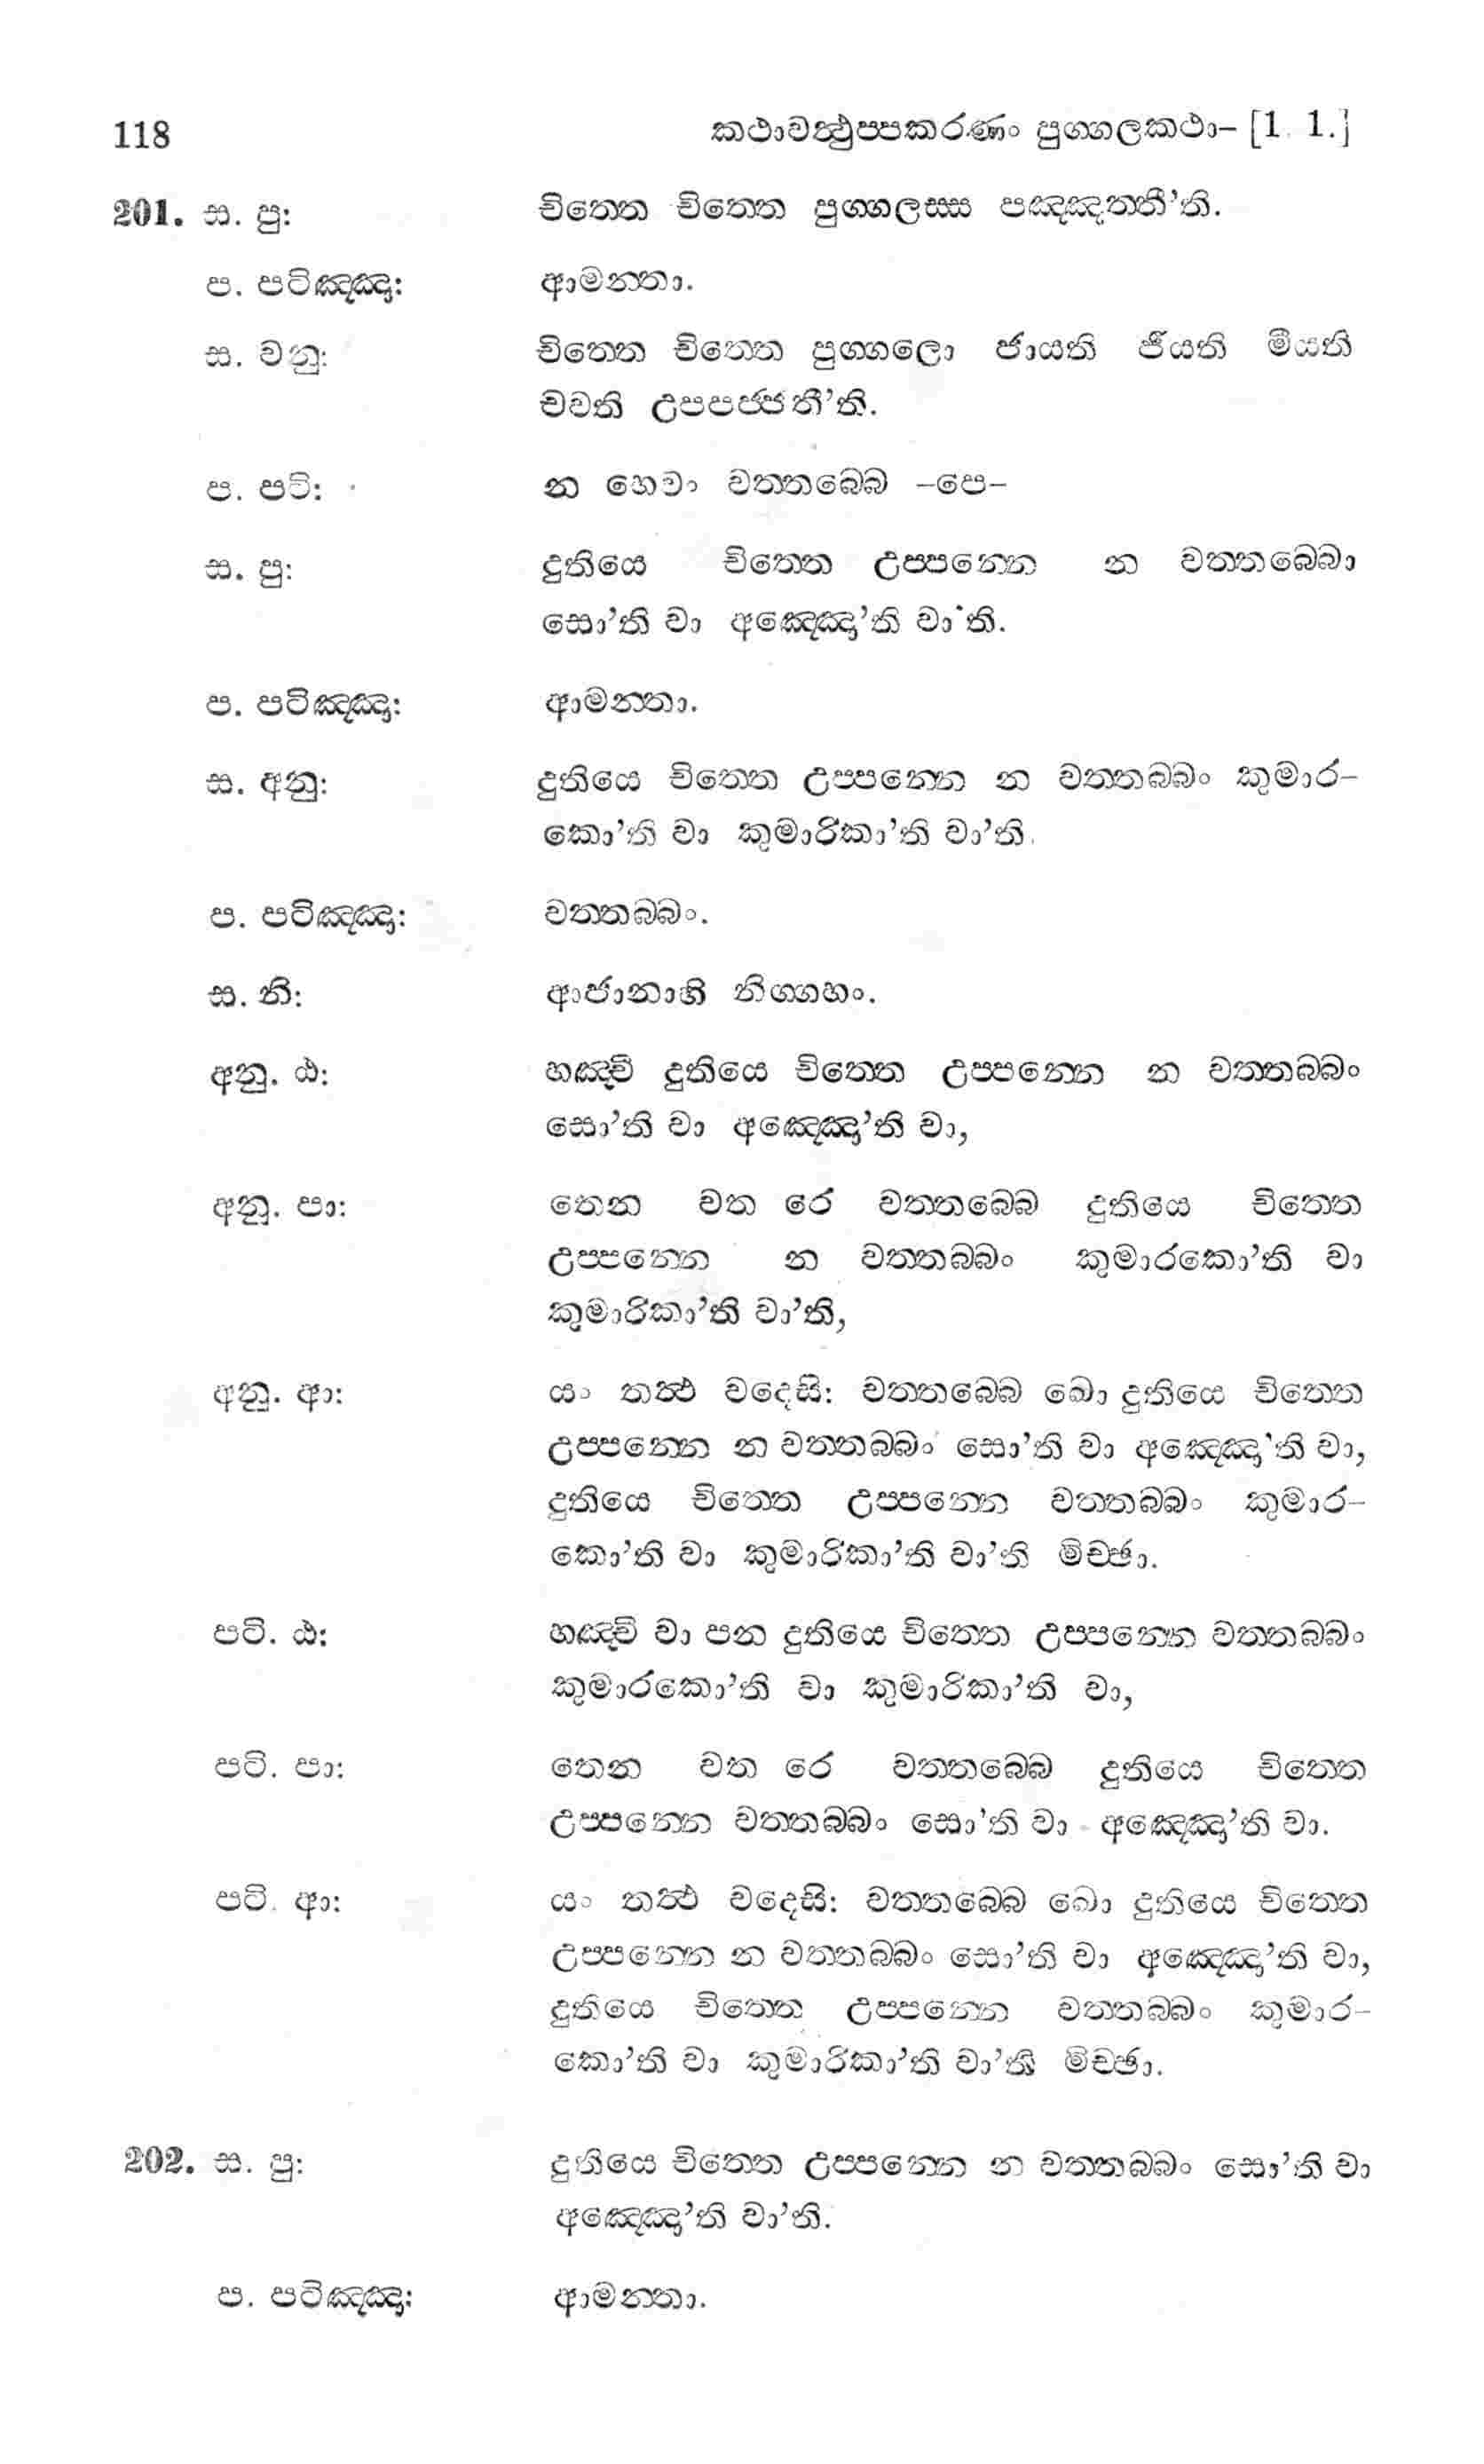 118 කථාවත්‍ථුප‍්පකරණං පුග‍්ගලකථා– [1. 1.]
201. ස. පු: චිත‍්තෙ චිත‍්තෙ පුග‍්ගලස‍්ස පඤ‍්ඤත‍්තී’ති.
ප. පටිඤ‍්ඤා: ආමන‍්තා.
ස. වනු: චිත‍්තෙ චිත‍්තෙ පුග‍්ගලො ජායති ජීයති මීයති
චවති උපපජ‍්ජතී’ති.
ප. පටි: න හෙවං වත‍්තබ‍්බෙ –පෙ–
ස. පු: දුතියෙ චිත‍්තෙ උප‍්පන‍්නෙ න වත‍්තබ‍්බො
සො’ති වා අඤ‍්ඤො’ති වා’ති.
ප. පටිඤ‍්ඤා: ආමන‍්තා.
ස. අනු: දුතියෙ චිත‍්තෙ උප‍්පන‍්නෙ න වත‍්තබ‍්බං කුමාර–
කො’ති වා කුමාරිකා’ති වා’ති.
ප. පටිඤ‍්ඤා: වත‍්තබ‍්බං.
ස. නි: ආජානාහි නිග‍්ගහං.
අනු. ඨ: හඤ‍්චි දුතියෙ චිත‍්තෙ උප‍්පන‍්නෙ න වත‍්තබ‍්බං
සො’ති වා අඤ‍්ඤො’ති වා,
අනු. පා: තෙන වත රෙ වත‍්තබ‍්බෙ දුතියෙ චිත‍්තෙ
උප‍්පන‍්නෙ න වත‍්තබ‍්බං කුමාරකො’ති වා
කුමාරිකා’ති වා’ති,
අනු. ආ: යං තත්‍ථ වදෙසි: වත‍්තබ‍්බෙ ඛො දුතියෙ චිත‍්තෙ
උප‍්පන‍්නෙ න වත‍්තබ‍්බං සො’ති වා අඤ‍්ඤො’ති වා,
දුතියෙ චිත‍්තෙ උප‍්පන‍්නෙ වත‍්තබ‍්බං කුමාර–
කො’ති වා කුමාරිකා’ති වා’ති මිච‍්ඡා.
පටි. ඨ: හඤ‍්චි වා පන දුතියෙ චිත‍්තෙ උප‍්පන‍්නෙ වත‍්තබ‍්බං
කුමාරකො’ති වා කුමාරිකා’ති වා,
පටි. පා: තෙන වත රෙ වත‍්තබ‍්බෙ දුතියෙ චිත‍්තෙ
උප‍්පන‍්නෙ වත‍්තබ‍්බං සො’ති වා අඤ‍්ඤො’ති වා.
පටි. ආ: යං තත්‍ථ වදෙසි: වත‍්තබ‍්බෙ ඛො දුතියෙ චිත‍්තෙ
උප‍්පන‍්නෙ න වත‍්තබ‍්බං සො’ති වා අඤ‍්ඤො’ති වා,
දුතියෙ චිත‍්තෙ උප‍්පන‍්නෙ වත‍්තබ‍්බං කුමාර–
කො’ති වා කුමාරිකා’ති වා’ති මිච‍්ඡා.
202. ස. පු: දුතියෙ චිත‍්තෙ උප‍්පන‍්නෙ න වත‍්තබ‍්බං සො’ති වා
අඤ‍්ඤො’ති වා’ති.
ප. පටිඤ‍්ඤා: ආමන‍්තා.